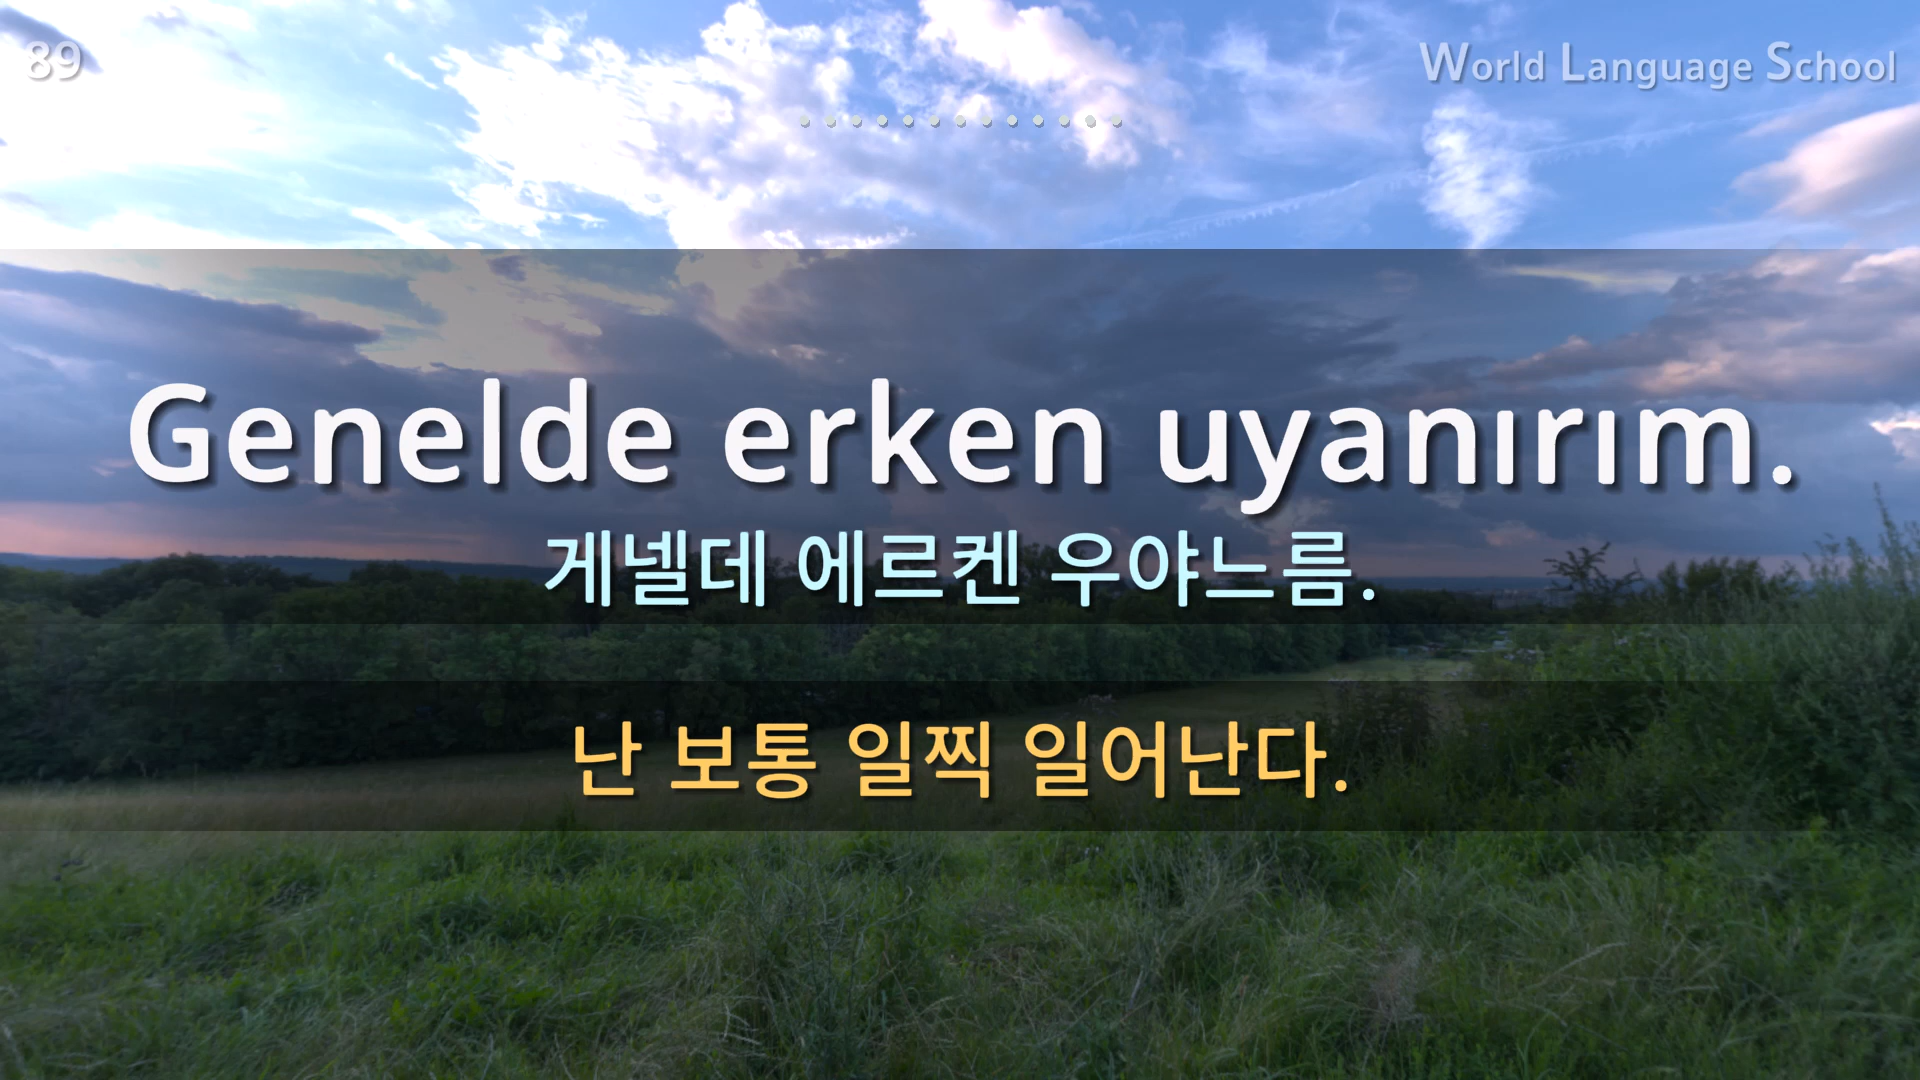 89
World Language School
Genelde erken uyanırım.
게넬데 에르켄 우야느름.
난 보통 일찍 일어난다.